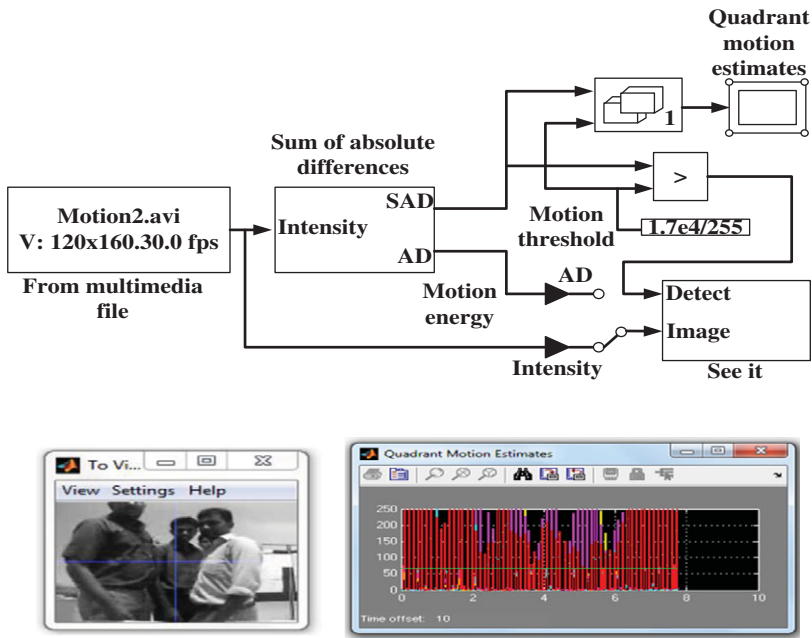 Quadrant
motion
estimates
1
Sum of absolute
differences
SAD
>
Motion2.avi
V: 120x160.30.0 fps
Intensity
Motion
threshold
1.7e4/255
AD
From multimedia
file
Motion
energy
AD
Detect
Image
Intensity
See it
To Vi...
View Settings Help
Quadrant Motion Estimates
250
200
150
100
50
0
0 2 4 6 8 10
Time offset: 10